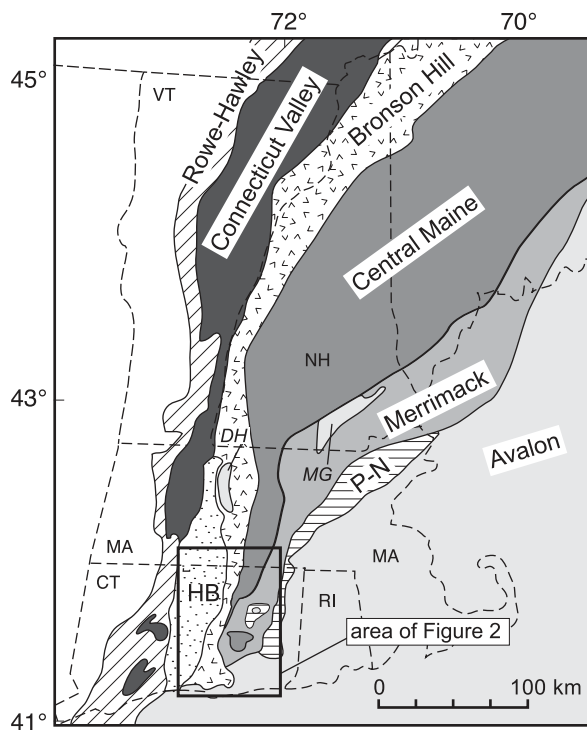 72° 70°
45°
VT
Rowe-Hawley
Connecticut Valley
Bronson Hill
Central Maine
NH
43°
Merrimack
DH
MG
Avalon
P-N
MA
MA
CT
HB
RI
area of Figure 2
0 100 km
41°